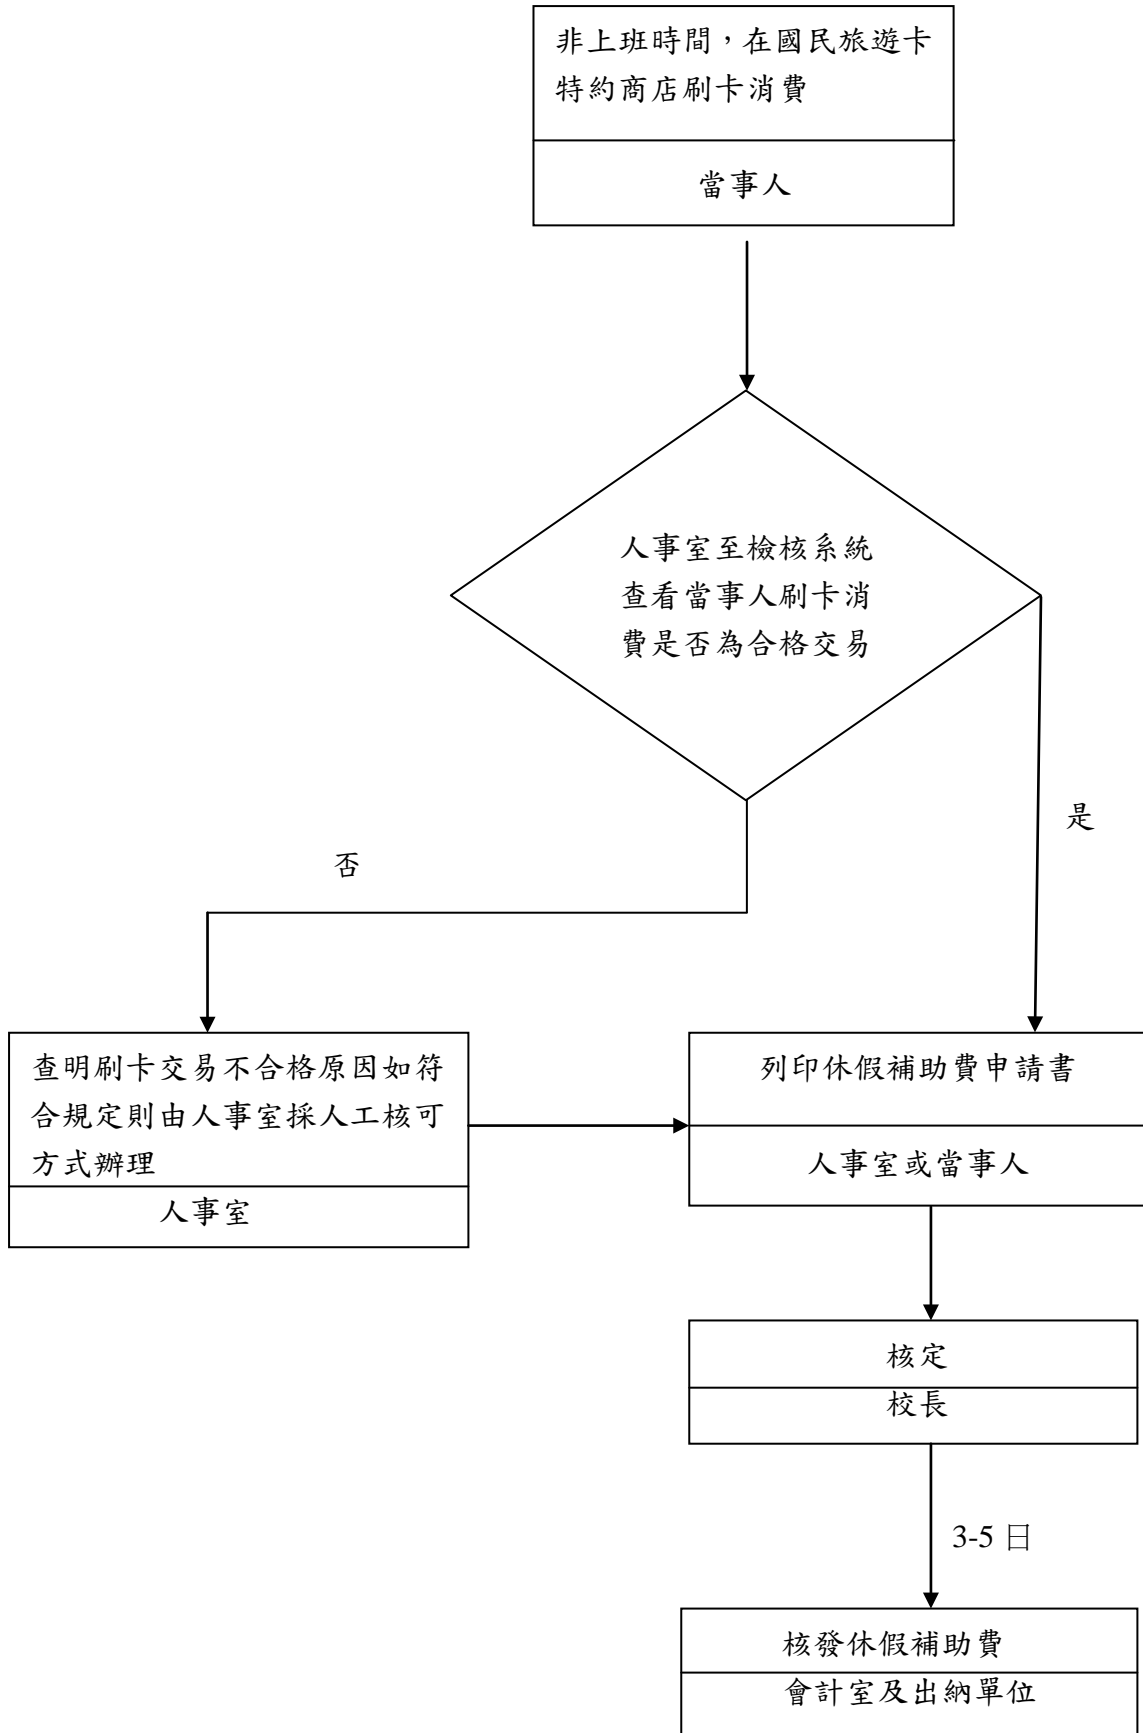 非上班時間，在國民旅遊卡
特約商店刷卡消費
當事人
人事室至檢核系統
查看當事人刷卡消
費是否為合格交易
是
否
查明刷卡交易不合格原因如符
合規定則由人事室採人工核可
方式辦理
人事室
列印休假補助費申請書
人事室或當事人
核定
校長
3-5 日
核發休假補助費
會計室及出納單位